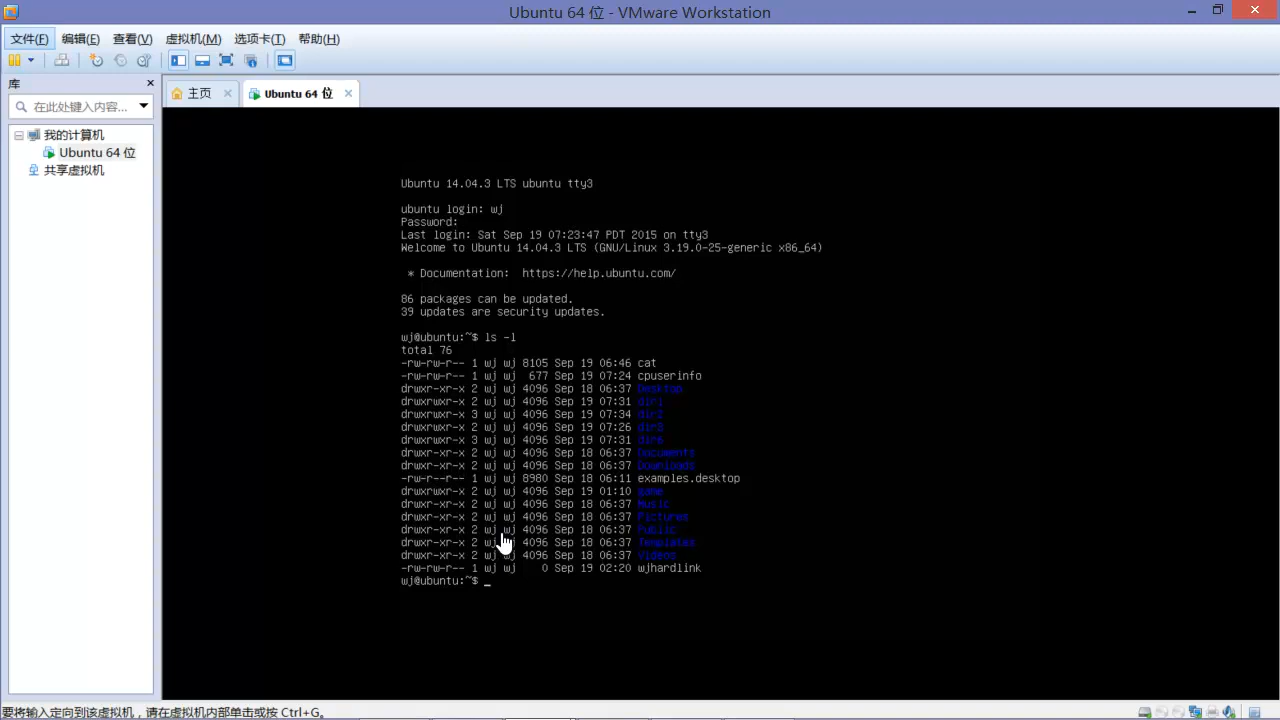 Ubuntu 64 位 - VMware Workstation
文件(F) 编辑(E) 查看(V) 虚拟机(M) 选项卡(T) 帮助(H)
库
在此处键入内容...
我的计算机
Ubuntu 64 位
共享虚拟机
主页 Ubuntu 64 位
Ubuntu 14.04.3 LTS ubuntu tty3
ubuntu login: wj
Password:
Last login: Sat Sep 19 07:23:47 PDT 2015 on tty3
Welcome to Ubuntu 14.04.3 LTS (GNU/Linux 3.19.0-25-generic x86_64)
* Documentation:  https://help.ubuntu.com/
86 packages can be updated.
39 updates are security updates.
wj@ubuntu:~$ ls -l
total 76
-rw-rw-r-- 1 wj wj 8105 Sep 19 06:46 cat
-rw-rw-r-- 1 wj wj  677 Sep 19 07:24 cpuserinfo
drwxr-xr-x 2 wj wj 4096 Sep 18 06:37 Desktop
drwxrwxr-x 2 wj wj 4096 Sep 19 07:31 dir1
drwxrwxr-x 3 wj wj 4096 Sep 19 07:34 dir2
drwxrwxr-x 2 wj wj 4096 Sep 19 07:26 dir3
drwxrwxr-x 3 wj wj 4096 Sep 19 07:31 dir6
drwxr-xr-x 2 wj wj 4096 Sep 18 06:37 Documents
drwxr-xr-x 2 wj wj 4096 Sep 18 06:37 Downloads
-rw-r--r-- 1 wj wj 8980 Sep 18 06:11 examples.desktop
drwxrwxr-x 2 wj wj 4096 Sep 19 01:10 game
drwxr-xr-x 2 wj wj 4096 Sep 18 06:37 Music
drwxr-xr-x 2 wj wj 4096 Sep 18 06:37 Pictures
drwxr-xr-x 2 wj wj 4096 Sep 18 06:37 Public
drwxr-xr-x 2 wj wj 4096 Sep 18 06:37 Templates
drwxr-xr-x 2 wj wj 4096 Sep 18 06:37 Videos
-rw-rw-r-- 1 wj wj    0 Sep 19 02:20 wjhardlink
wj@ubuntu:~$ _
要将输入定向到该虚拟机，请在虚拟机内部单击或按 Ctrl+G。